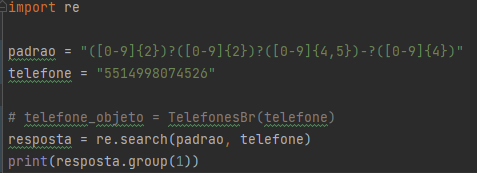 import re
padrao = "([0-9]{2})?([0-9]{2})?([0-9]{4,5})-?([0-9]{4})"
telefone = "5514998074526"
# telefone_objeto = TelefonesBr(telefone)
resposta = re.search(padrao, telefone)
print(resposta.group(1))